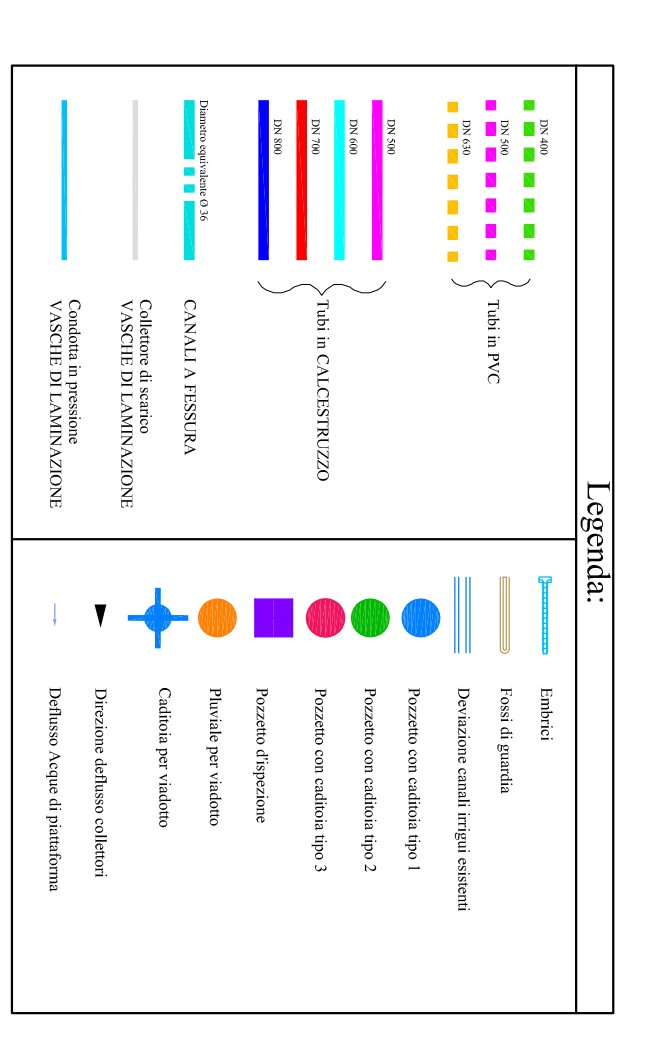 Legenda:
DN 400
DN 500
DN 630
Tubi in PVC
DN 500
DN 600
DN 700
DN 800
Tubi in CALCESTRUZZO
Diametro equivalente Ø 36
CANALI A FESSURA
Collettore di scarico
VASCHE DI LAMINAZIONE
Condotta in pressione
VASCHE DI LAMINAZIONE
Embrici
Fossi di guardia
Deviazione canali irrigui esistenti
Pozzetto con caditoia tipo 1
Pozzetto con caditoia tipo 2
Pozzetto con caditoia tipo 3
Pozzetto d'ispezione
Pluviale per viadotto
Caditoia per viadotto
Direzione deflusso collettori
Deflusso Acque di piattaforma